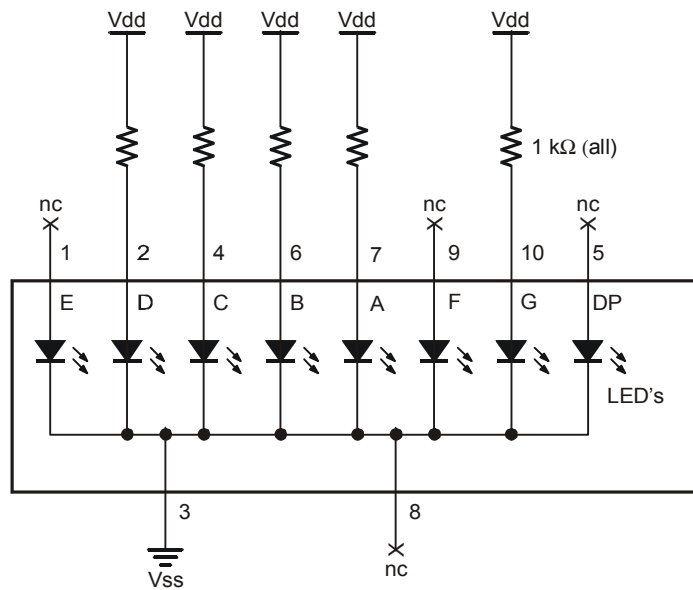 Vdd Vdd Vdd Vdd Vdd
1 kΩ (all)
nc nc nc
1 2 4 6 7 9 10 5
E D C B A F G DP
LED's
3 8
Vss nc